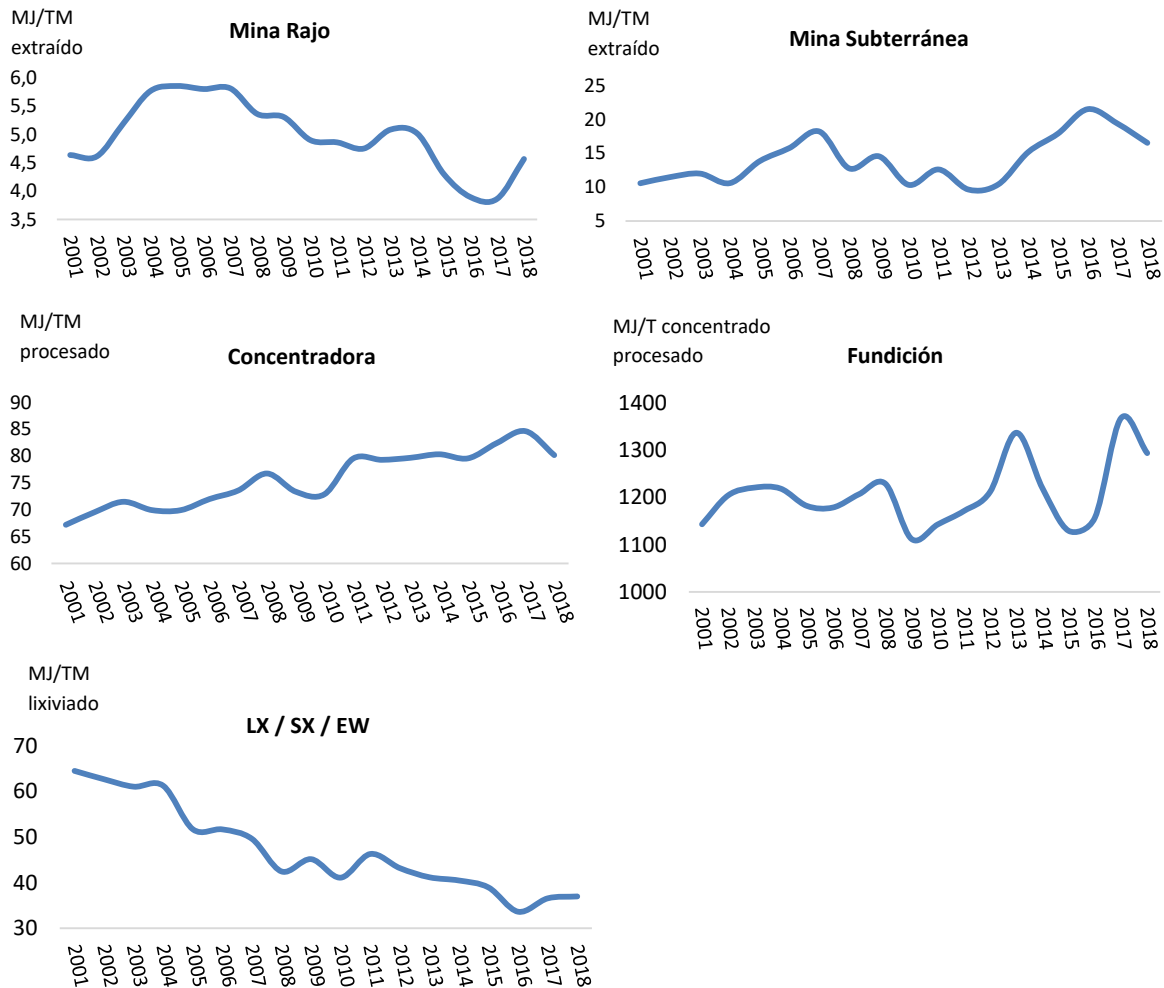 MJ/TM
extraído
Mina Rajo
6,0
5,5
5,0
4,5
4,0
3,5
2001 2002 2003 2004 2005 2006 2007 2008 2009 2010 2011 2012 2013 2014 2015 2016 2017 2018
MJ/TM
extraído
Mina Subterránea
25
20
15
10
5
2001 2002 2003 2004 2005 2006 2007 2008 2009 2010 2011 2012 2013 2014 2015 2016 2017 2018
MJ/TM
procesado
Concentradora
90
85
80
75
70
65
60
2001 2002 2003 2004 2005 2006 2007 2008 2009 2010 2011 2012 2013 2014 2015 2016 2017 2018
MJ/T concentrado
procesado
Fundición
1400
1300
1200
1100
1000
2001 2002 2003 2004 2005 2006 2007 2008 2009 2010 2011 2012 2013 2014 2015 2016 2017 2018
MJ/TM
lixiviado
LX / SX / EW
70
60
50
40
30
2001 2002 2003 2004 2005 2006 2007 2008 2009 2010 2011 2012 2013 2014 2015 2016 2017 2018